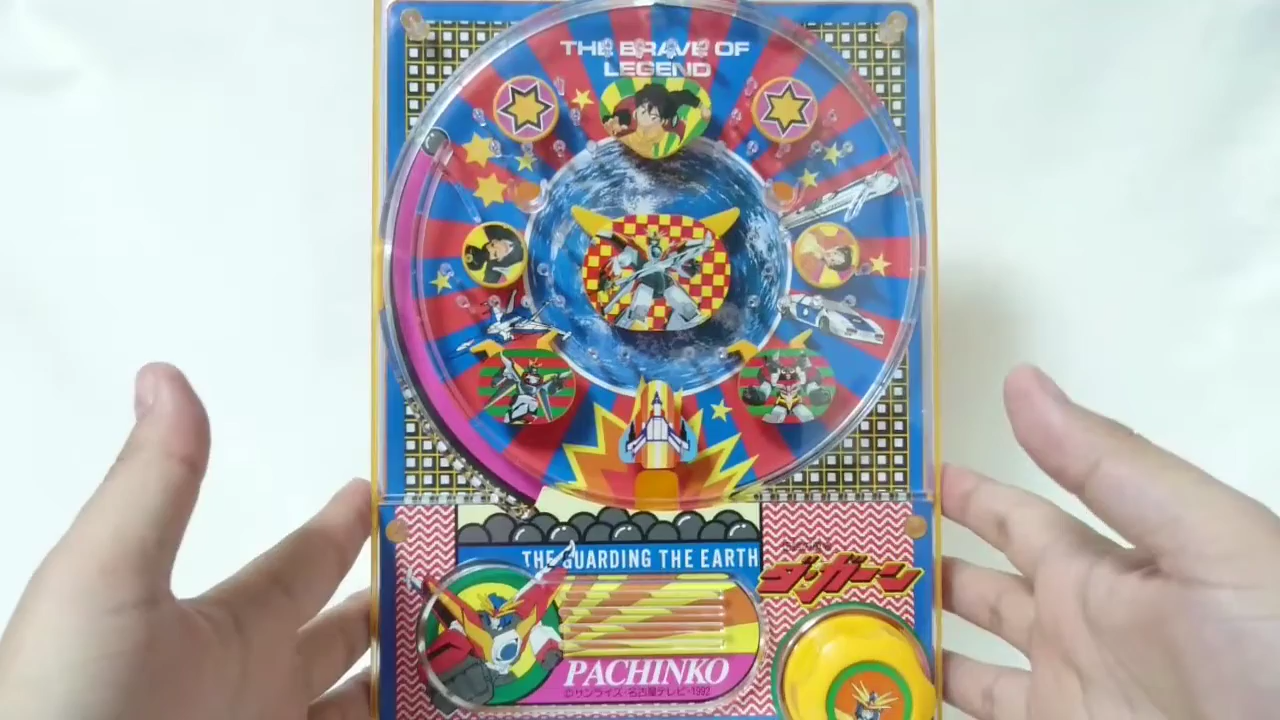 THE BRAVE OF
LEGEND
THE GUARDING THE EARTH
ダ・ガーン
PACHINKO
©サンライズ・名古屋テレビ・1992